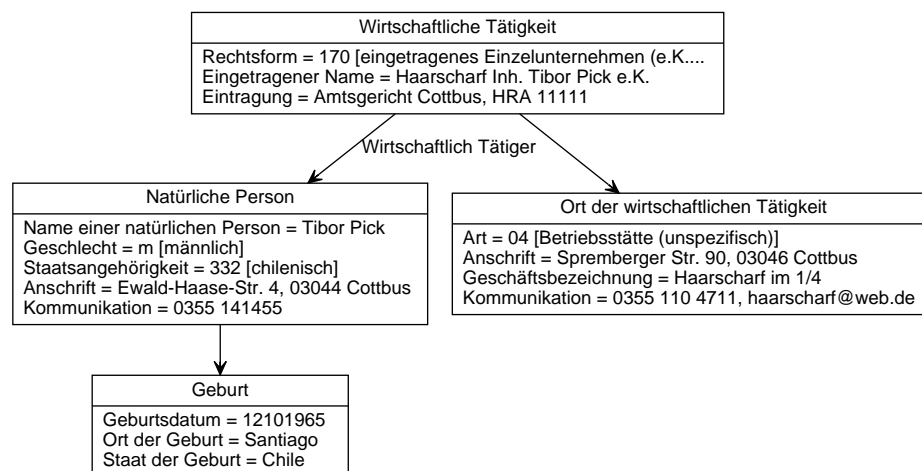 Wirtschaftliche Tätigkeit
Rechtsform = 170 [eingetragenes Einzelunternehmen (e.K....
Eingetragener Name = Haarscharf Inh. Tibor Pick e.K.
Eintragung = Amtsgericht Cottbus, HRA 11111
Wirtschaftlich Tätiger
Natürliche Person
Name einer natürlichen Person = Tibor Pick
Geschlecht = m [männlich]
Staatsangehörigkeit = 332 [chilenisch]
Anschrift = Ewald-Haase-Str. 4, 03044 Cottbus
Kommunikation = 0355 141455
Ort der wirtschaftlichen Tätigkeit
Art = 04 [Betriebsstätte (unspezifisch)]
Anschrift = Spremberger Str. 90, 03046 Cottbus
Geschäftsbezeichnung = Haarscharf im 1/4
Kommunikation = 0355 110 4711, haarscharf@web.de
Geburt
Geburtsdatum = 12101965
Ort der Geburt = Santiago
Staat der Geburt = Chile